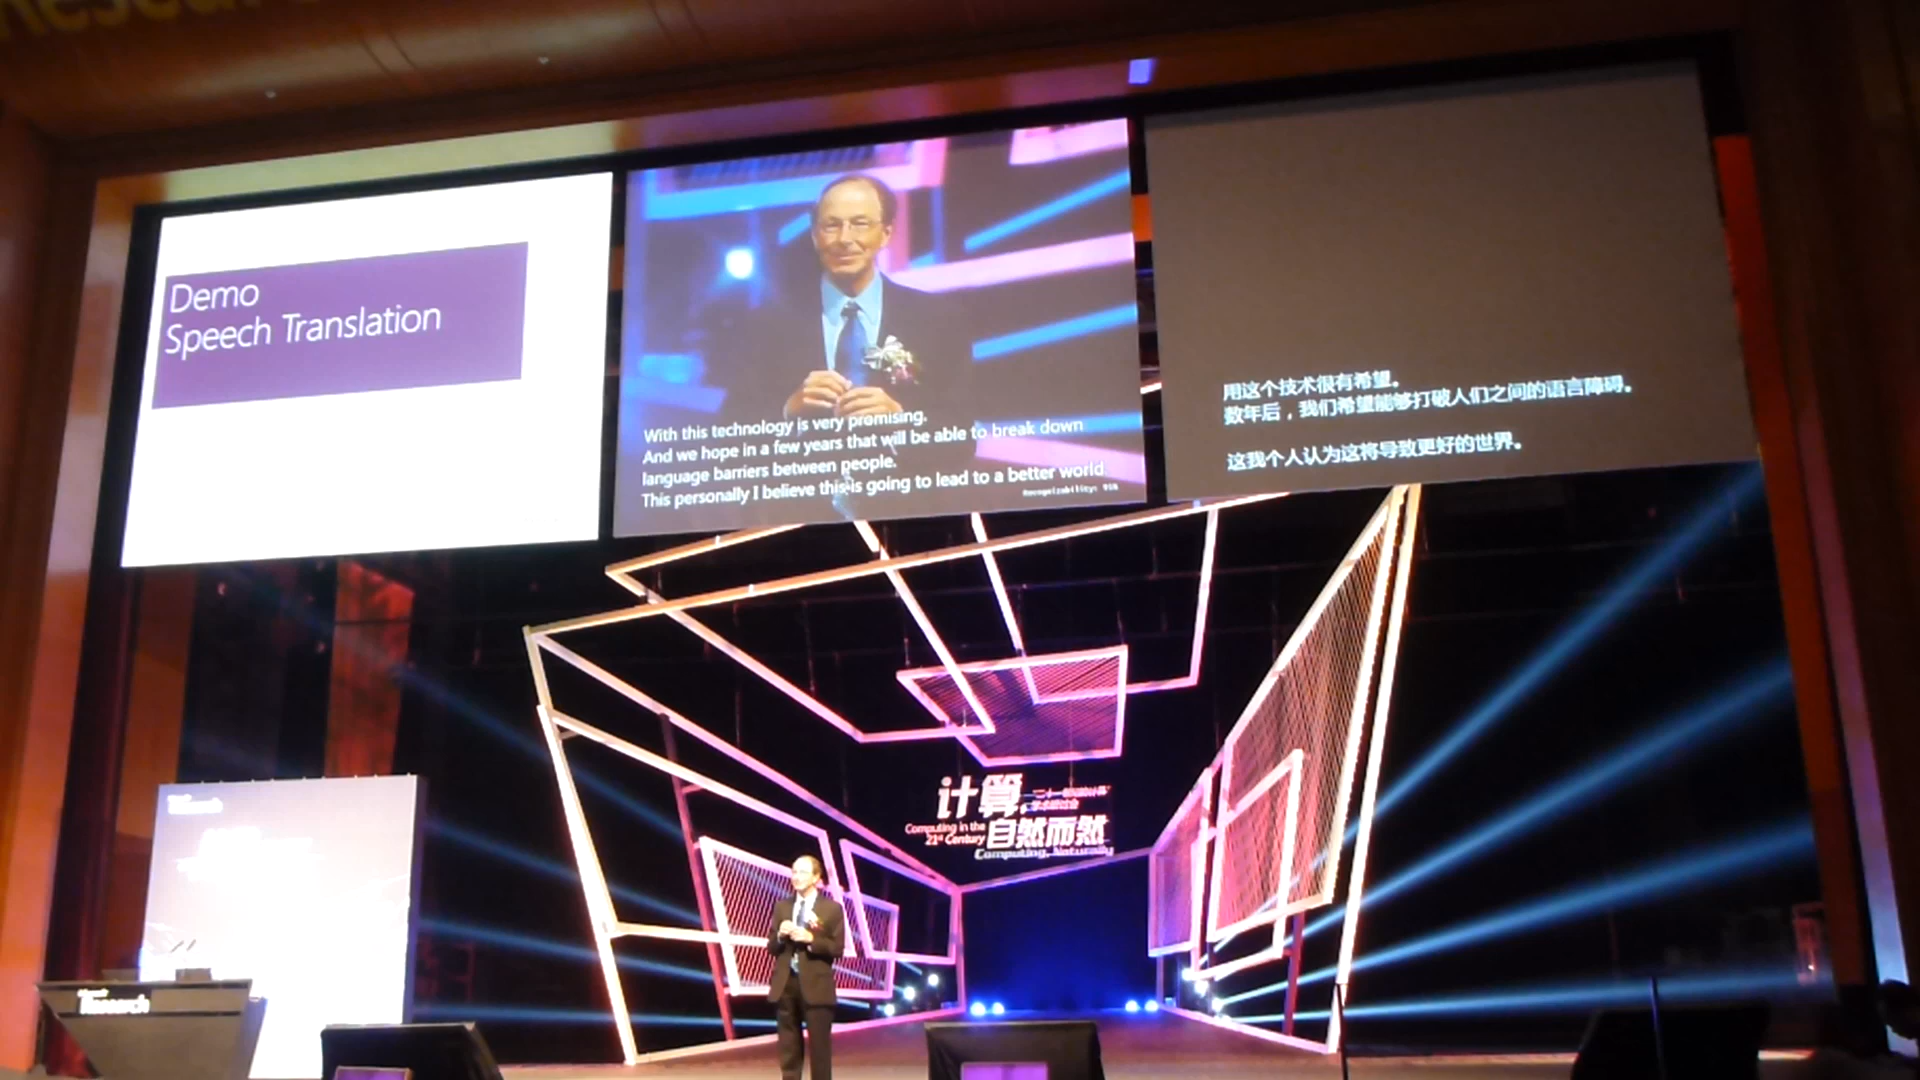 Demo
Speech Translation
With this technology is very promising.
And we hope in a few years that will be able to break down
language barriers between people.
This personally I believe this is going to lead to a better world.
用这个技术很有希望。
数年后，我们希望能够打破人们之间的语言障碍。
这我个人认为这将导致更好的世界。
计算，
Computing in the
21st Century
自然而然
Computing, Naturally
Research